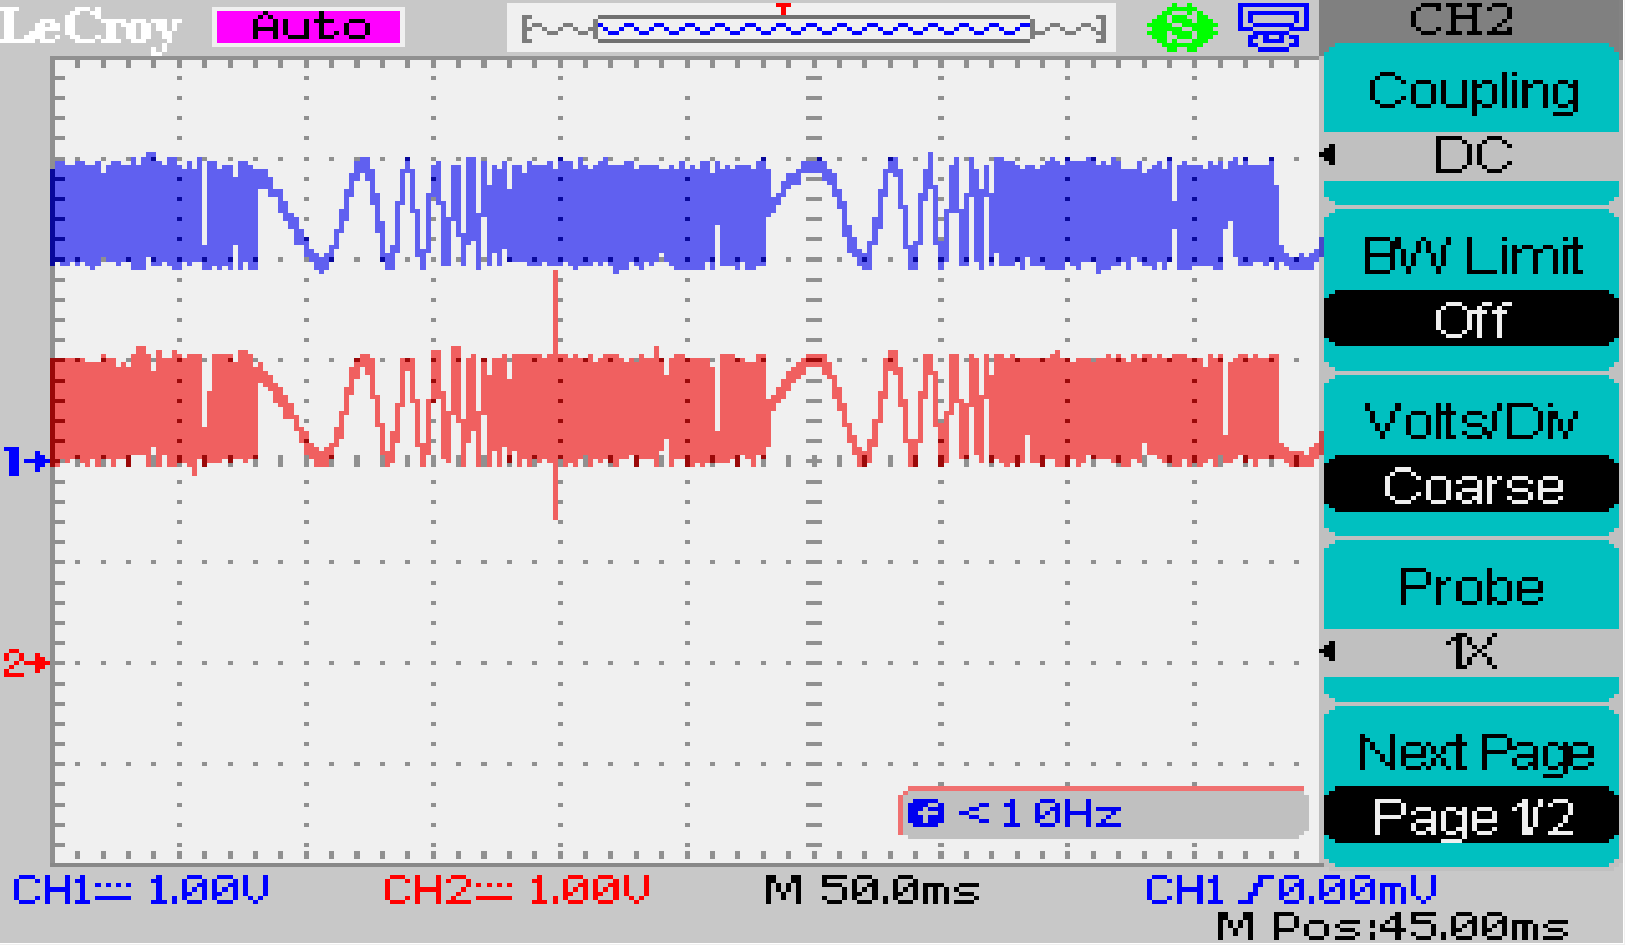 LeCroy Auto T S CH2
Coupling
DC
BW Limit
Off
Volts/Div
Coarse
1
2
Probe
1X
Next Page
Page 1/2
f <10Hz
CH1 1.00V CH2 1.00V M 50.0ms CH1 0.00mV
M Pos:45.00ms